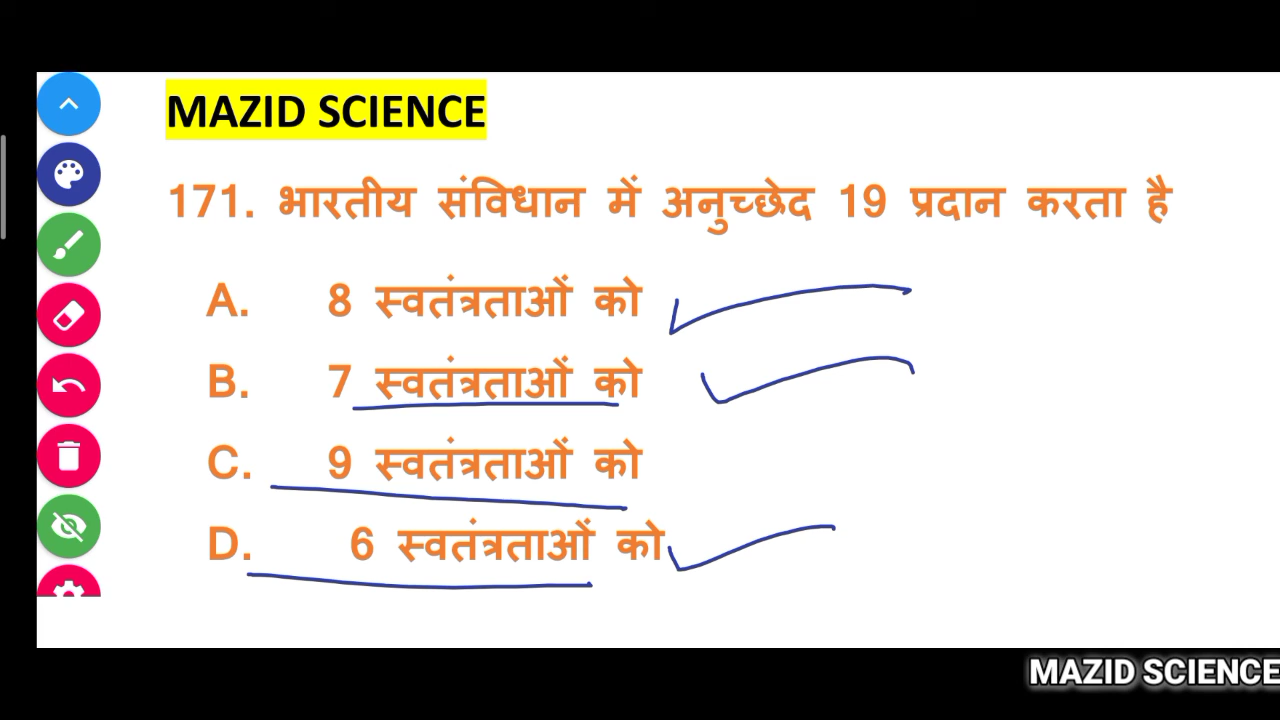 MAZID SCIENCE
171. भारतीय संविधान में अनुच्छेद 19 प्रदान करता है
A. 8 स्वतंत्रताओं को
B. 7 स्वतंत्रताओं को
C. 9 स्वतंत्रताओं को
D. 6 स्वतंत्रताओं को
MAZID SCIENCE